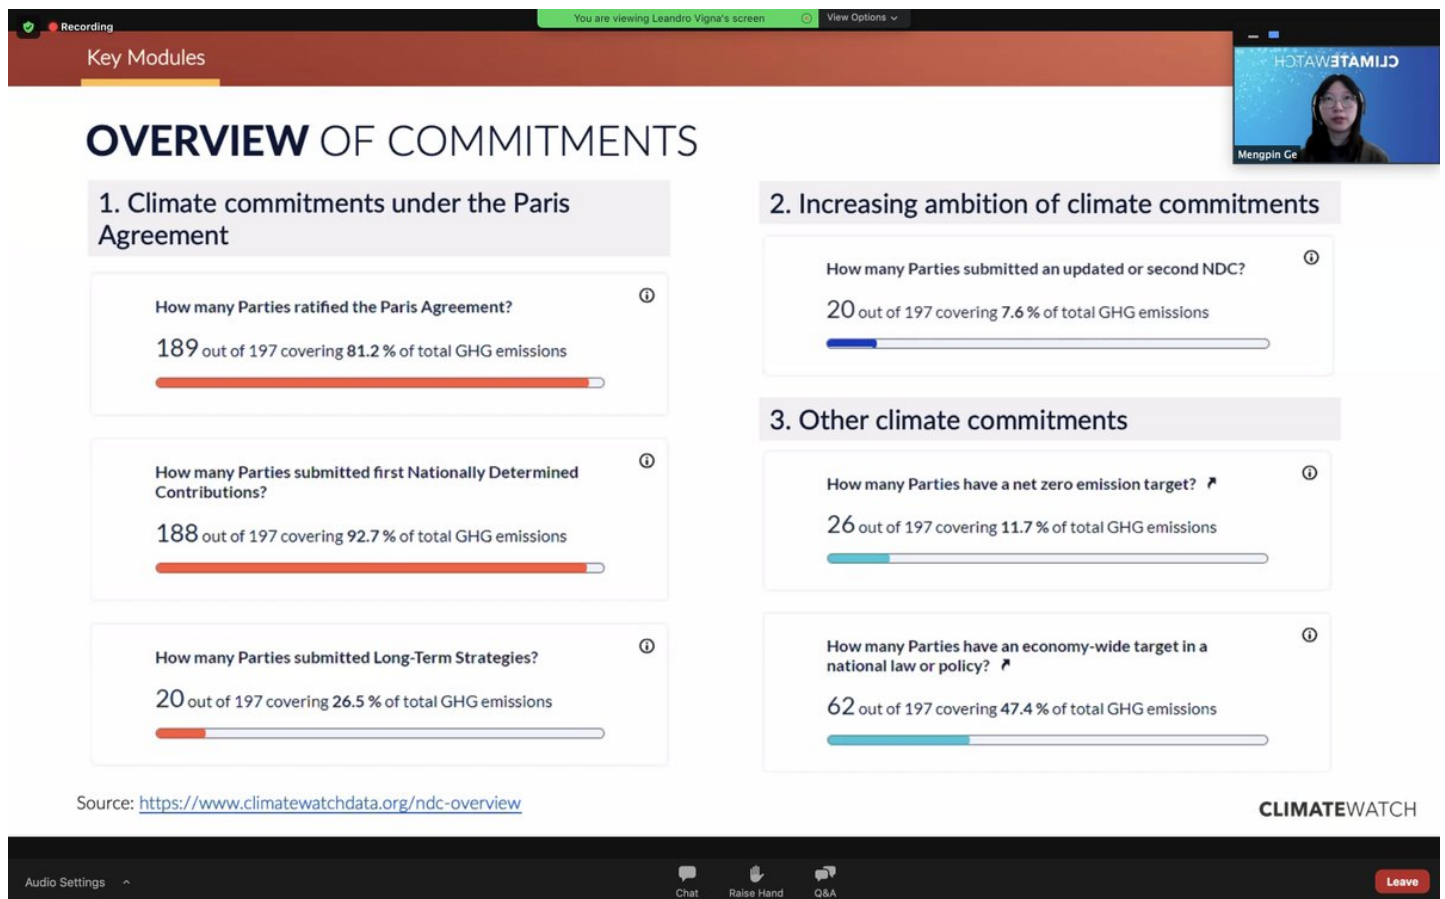 Recording
You are viewing Leandro Vigna's screen
View Options
Key Modules
CLIMATEWATCH
Mengpin Ge
OVERVIEW OF COMMITMENTS
1. Climate commitments under the Paris
Agreement
How many Parties ratified the Paris Agreement?
189 out of 197 covering 81.2 % of total GHG emissions
How many Parties submitted first Nationally Determined
Contributions?
188 out of 197 covering 92.7 % of total GHG emissions
How many Parties submitted Long-Term Strategies?
20 out of 197 covering 26.5 % of total GHG emissions
2. Increasing ambition of climate commitments
How many Parties submitted an updated or second NDC?
20 out of 197 covering 7.6 % of total GHG emissions
3. Other climate commitments
How many Parties have a net zero emission target?
26 out of 197 covering 11.7 % of total GHG emissions
How many Parties have an economy-wide target in a
national law or policy?
62 out of 197 covering 47.4 % of total GHG emissions
Source: https://www.climatewatchdata.org/ndc-overview
CLIMATEWATCH
Audio Settings
Chat
Raise Hand
Q&A
Leave